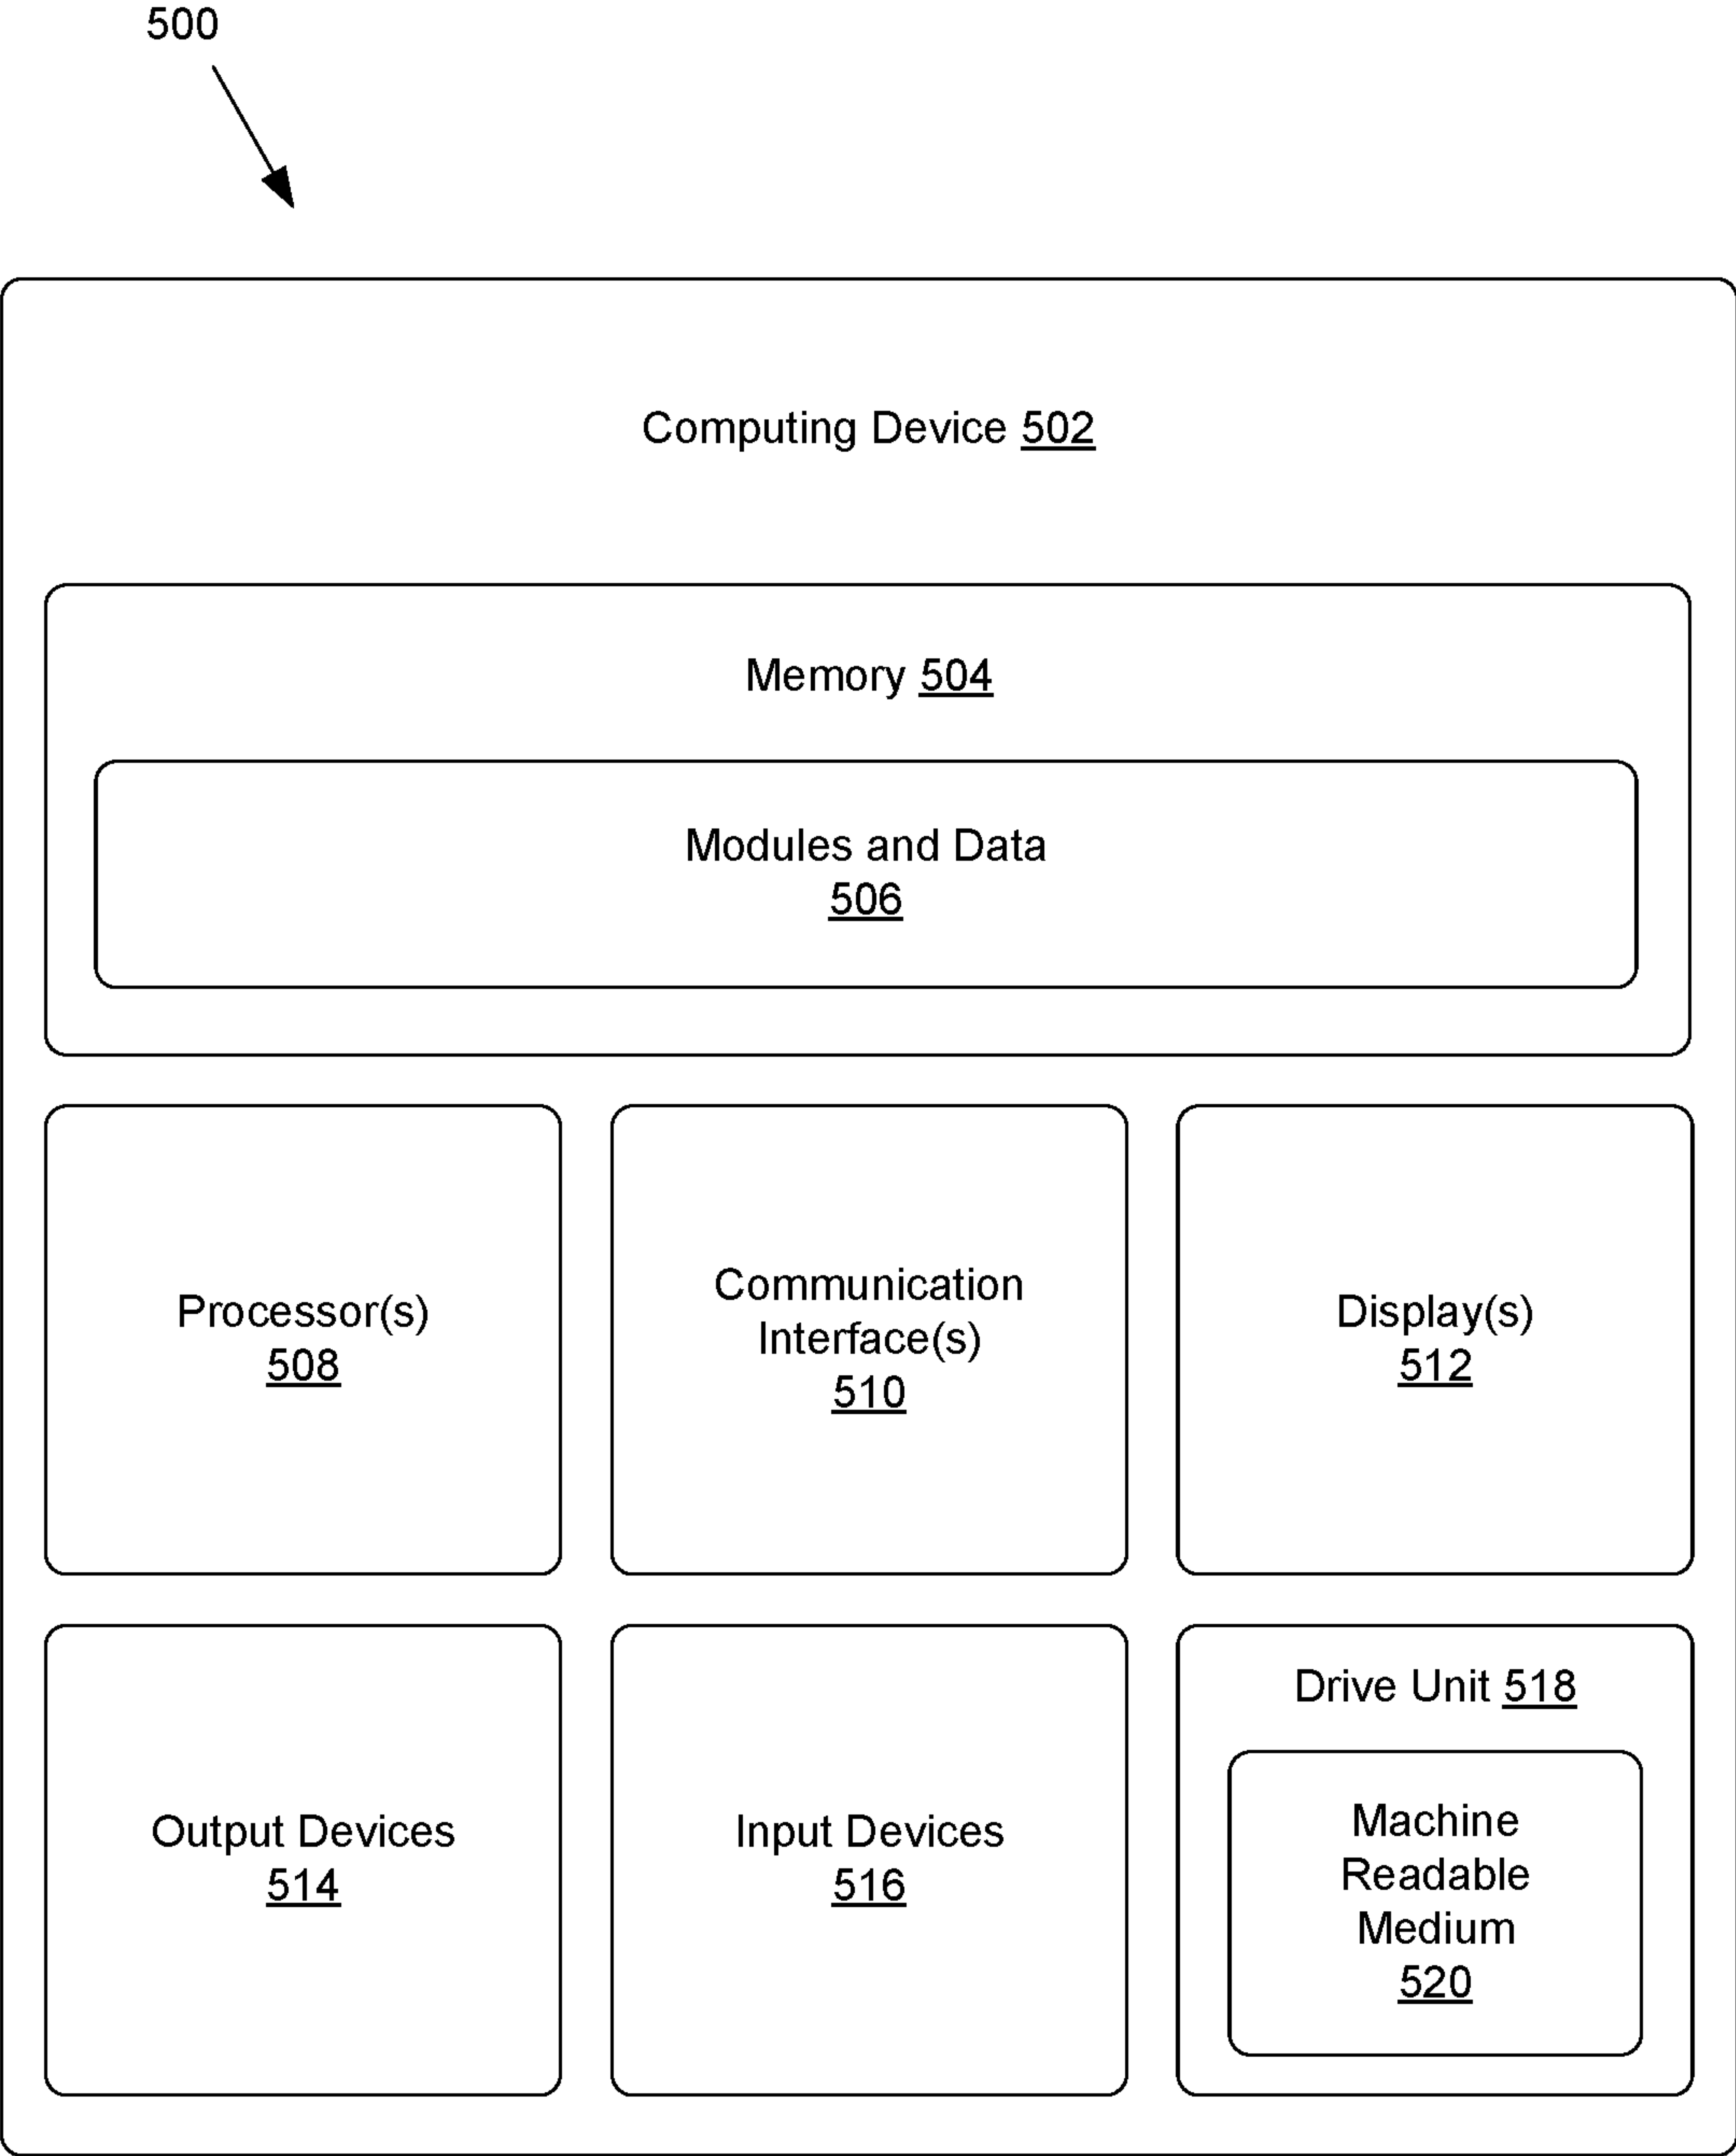 500
Computing Device 502
Memory 504
Modules and Data
506
Processor(s)
508
Communication
Interface(s)
510
Display(s)
512
Output Devices
514
Input Devices
516
Drive Unit 518
Machine
Readable
Medium
520